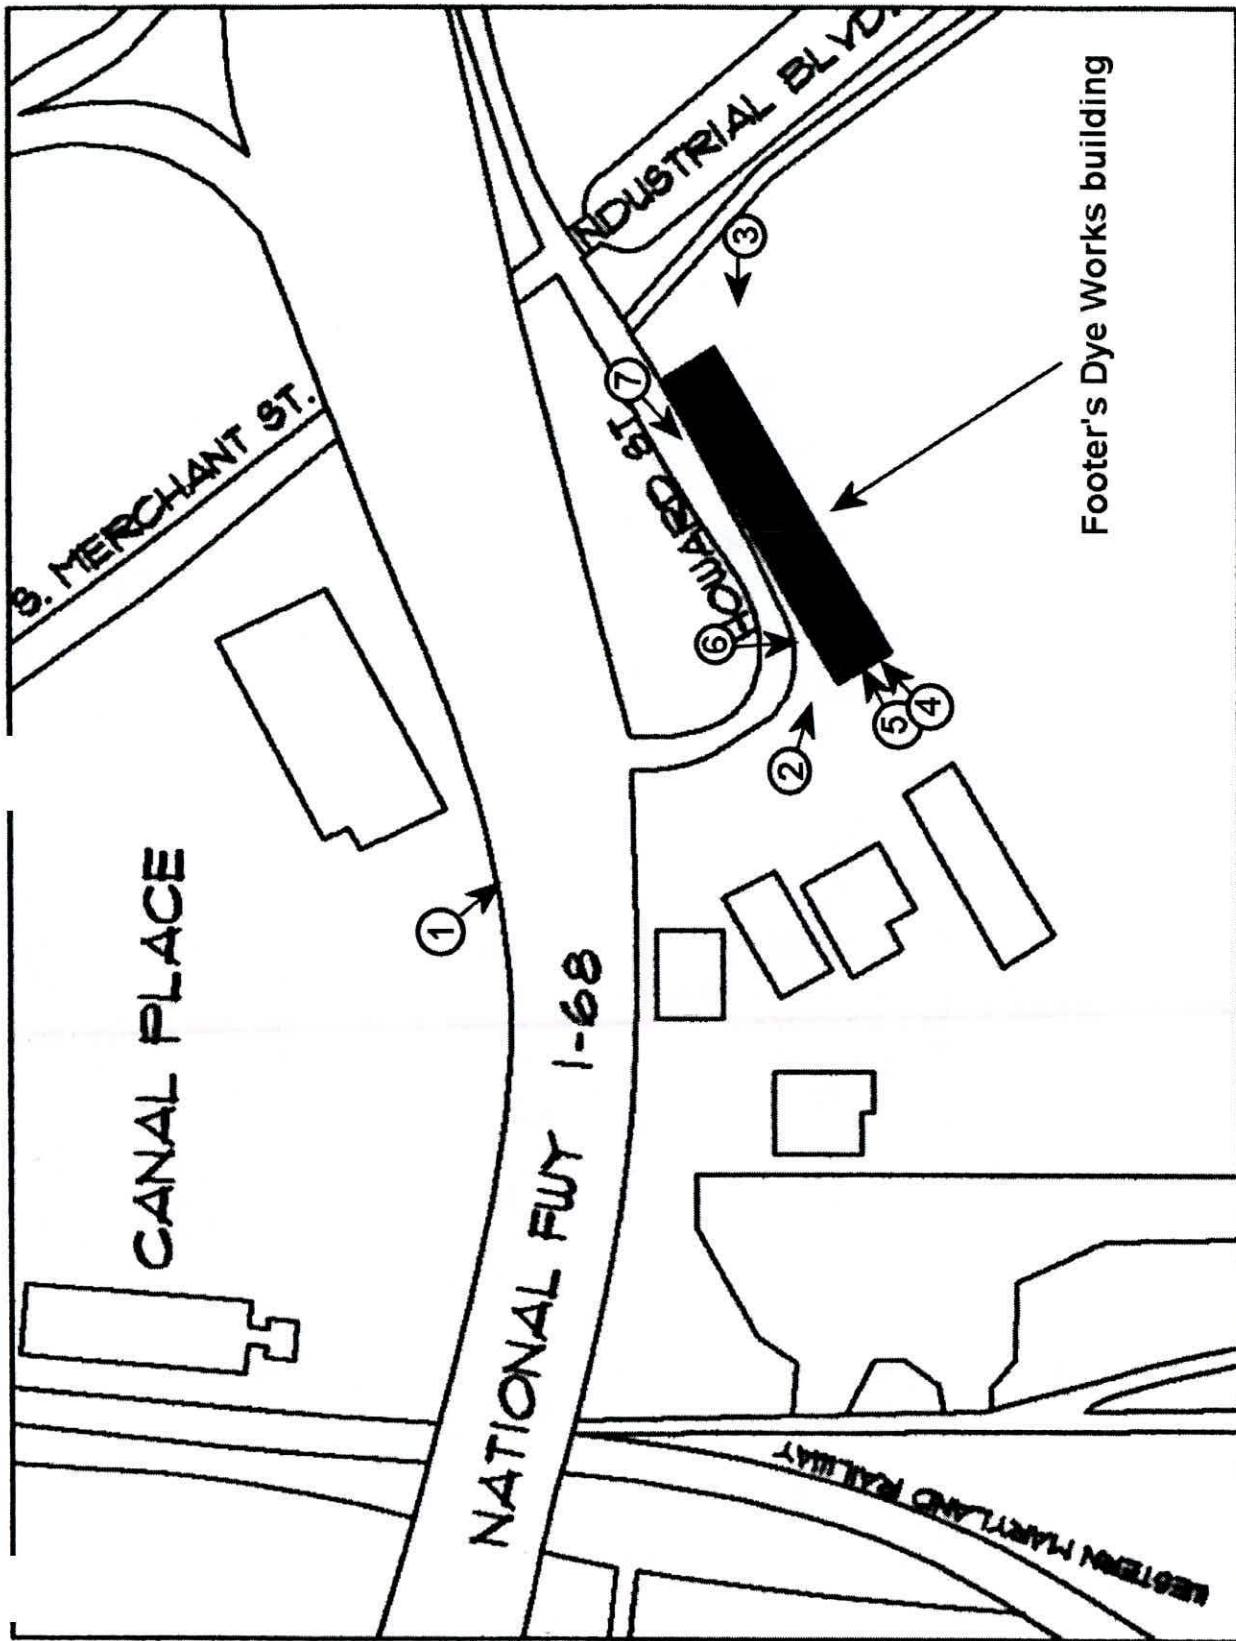 S. MERCHANT ST.
CANAL PLACE
INDUSTRIAL BLVD.
NATIONAL FWY I-68
HOWARD ST.
WESTERN MARYLAND RAILWAY
Footer's Dye Works building
1
2
3
4
5
6
7